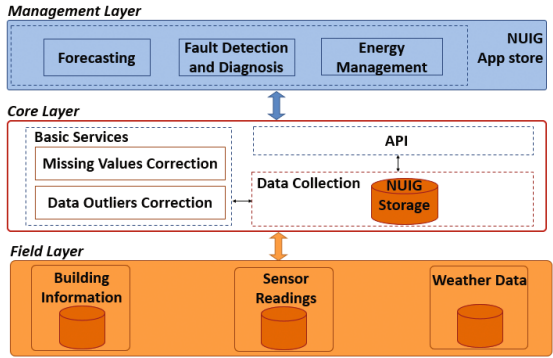 Management Layer
Forecasting
Fault Detection
and Diagnosis
Energy
Management
NUIG
App store
Core Layer
Basic Services
Missing Values Correction
Data Outliers Correction
API
Data Collection
NUIG
Storage
Field Layer
Building
Information
Sensor
Readings
Weather Data